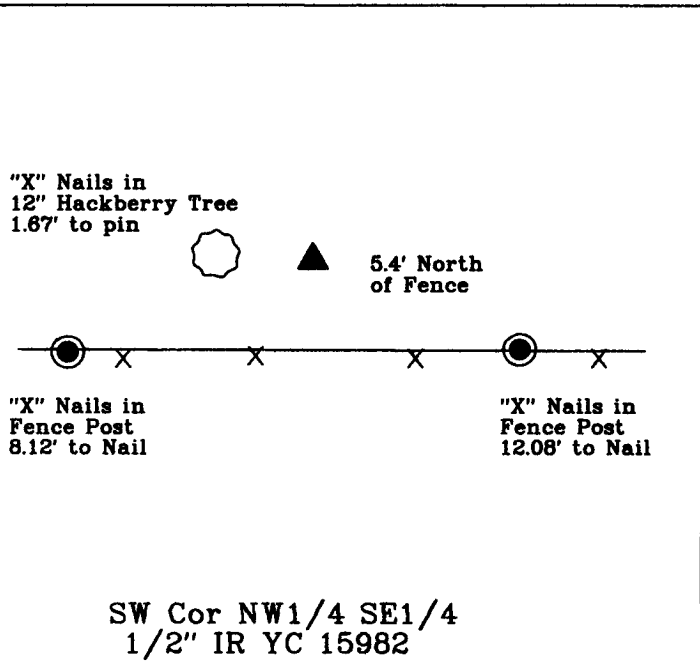 "X" Nails in
12" Hackberry Tree
1.67' to pin
5.4' North
of Fence
X X X X
"X" Nails in
Fence Post
8.12' to Nail
"X" Nails in
Fence Post
12.08' to Nail
SW Cor NW1/4 SE1/4
1/2" IR YC 15982